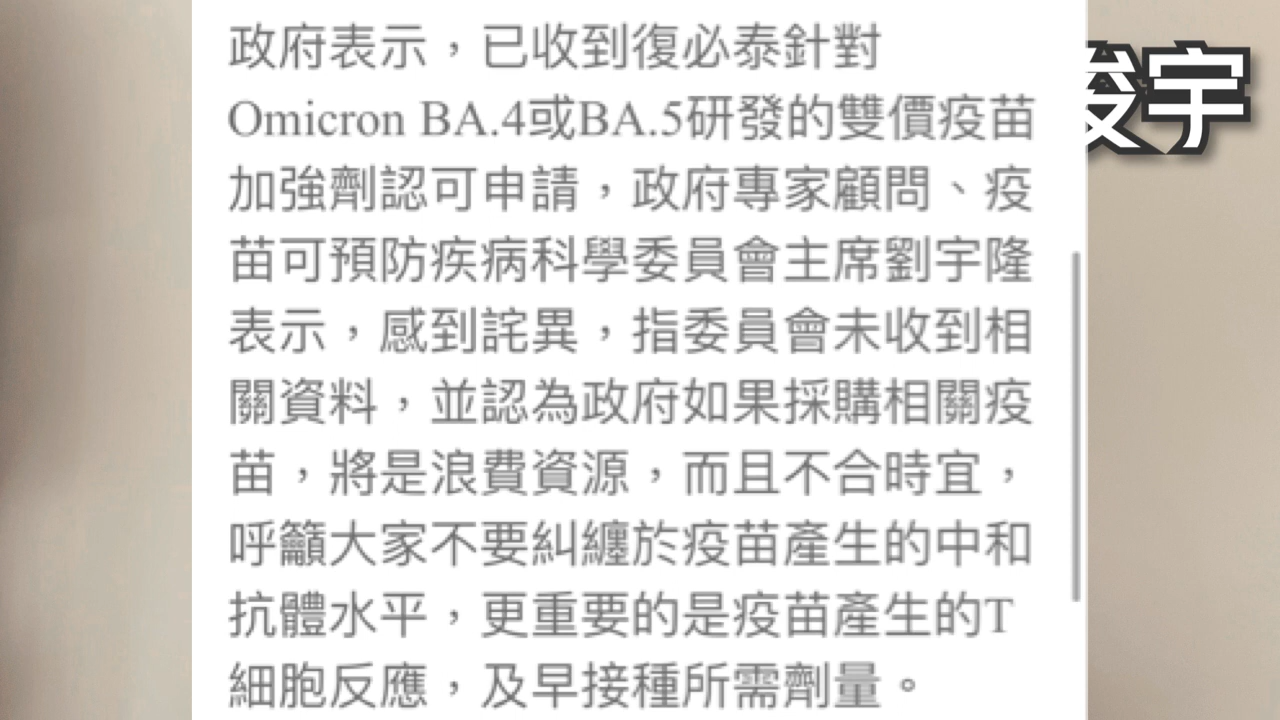 政府表示，已收到復必泰針對
Omicron BA.4或BA.5研發的雙價疫苗
加強劑認可申請，政府專家顧問、疫
苗可預防疾病科學委員會主席劉宇隆
表示，感到詫異，指委員會未收到相
關資料，並認為政府如果採購相關疫
苗，將是浪費資源，而且不合時宜，
呼籲大家不要糾纏於疫苗產生的中和
抗體水平，更重要的是疫苗產生的T
細胞反應，及早接種所需劑量。
俊宇